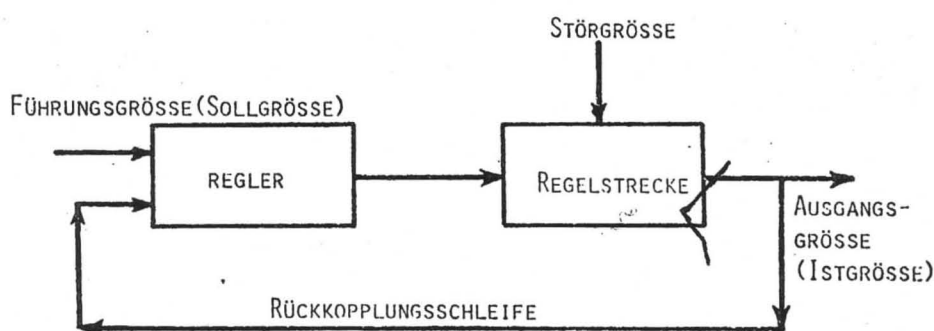 STÖRGRÖSSE
FÜHRUNGSGRÖSSE(SOLLGRÖSSE)
REGLER
REGELSTRECKE
AUSGANGS-
GRÖSSE
(ISTGRÖSSE)
RÜCKKOPPLUNGSSCHLEIFE